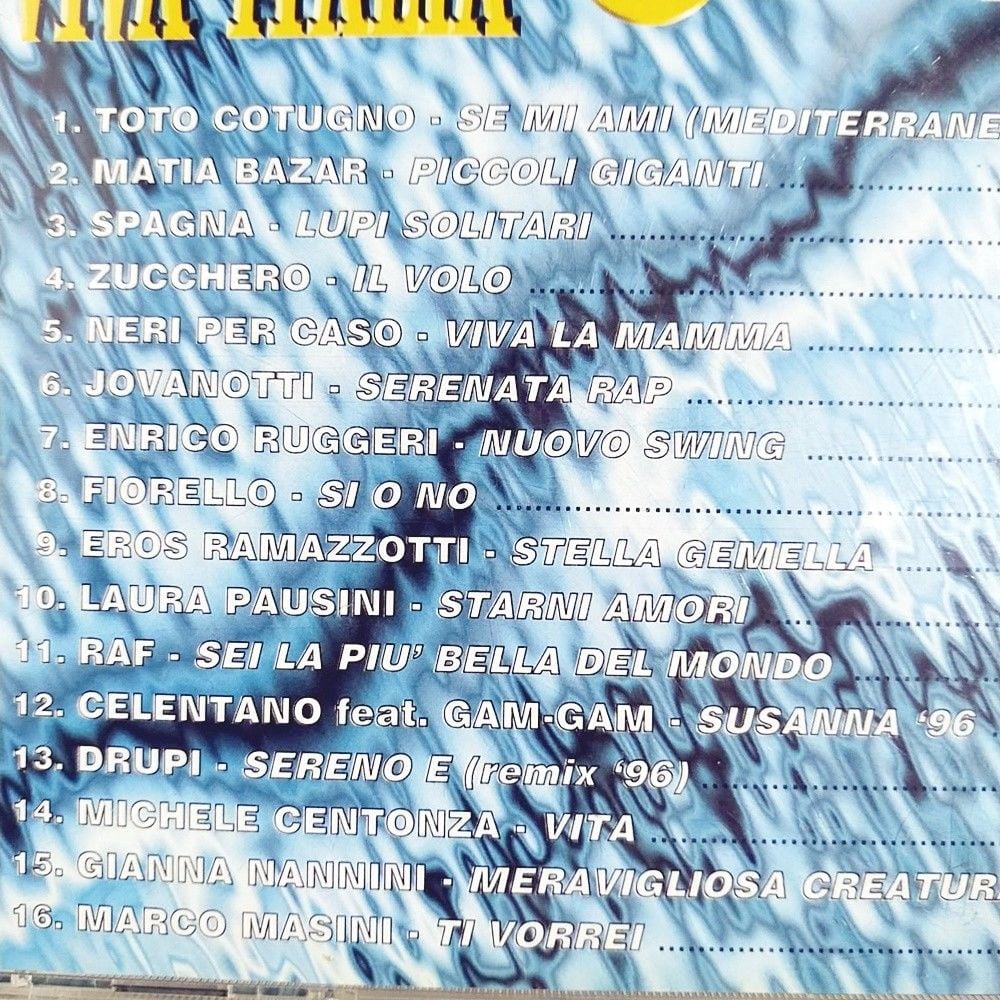 VIVA ITALIA
1. TOTO COTUGNO - SE MI AMI (MEDITERRANE
2. MATIA BAZAR - PICCOLI GIGANTI
3. SPAGNA - LUPI SOLITARI
4. ZUCCHERO - IL VOLO
5. NERI PER CASO - VIVA LA MAMMA
6. JOVANOTTI - SERENATA RAP
7. ENRICO RUGGERI - NUOVO SWING
8. FIORELLO - SI O NO
9. EROS RAMAZZOTTI - STELLA GEMELLA
10. LAURA PAUSINI - STARNI AMORI
11. RAF - SEI LA PIU' BELLA DEL MONDO
12. CELENTANO feat. GAM-GAM - SUSANNA '96
13. DRUPI - SERENO E (remix '96)
14. MICHELE CENTONZA - VITA
15. GIANNA NANNINI - MERAVIGLIOSA CREATUR
16. MARCO MASINI - TI VORREI